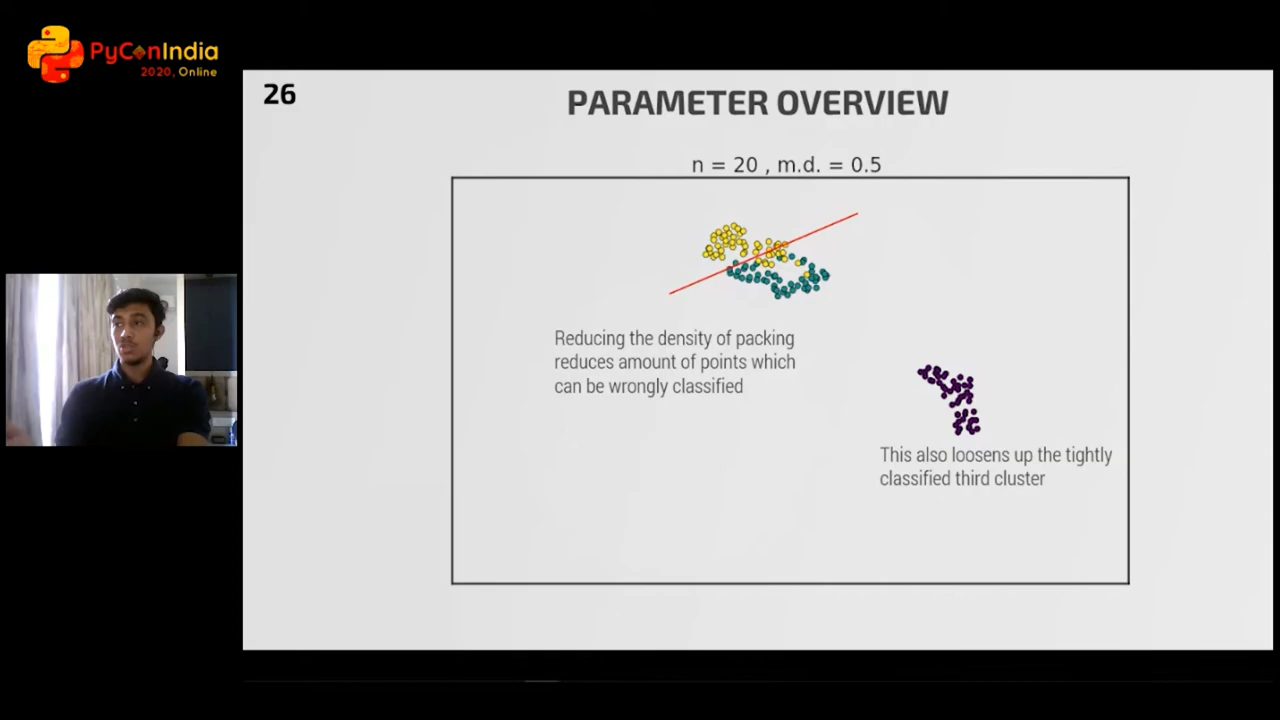 PyConIndia
2020, Online
26
PARAMETER OVERVIEW
n = 20 , m.d. = 0.5
Reducing the density of packing
reduces amount of points which
can be wrongly classified
This also loosens up the tightly
classified third cluster